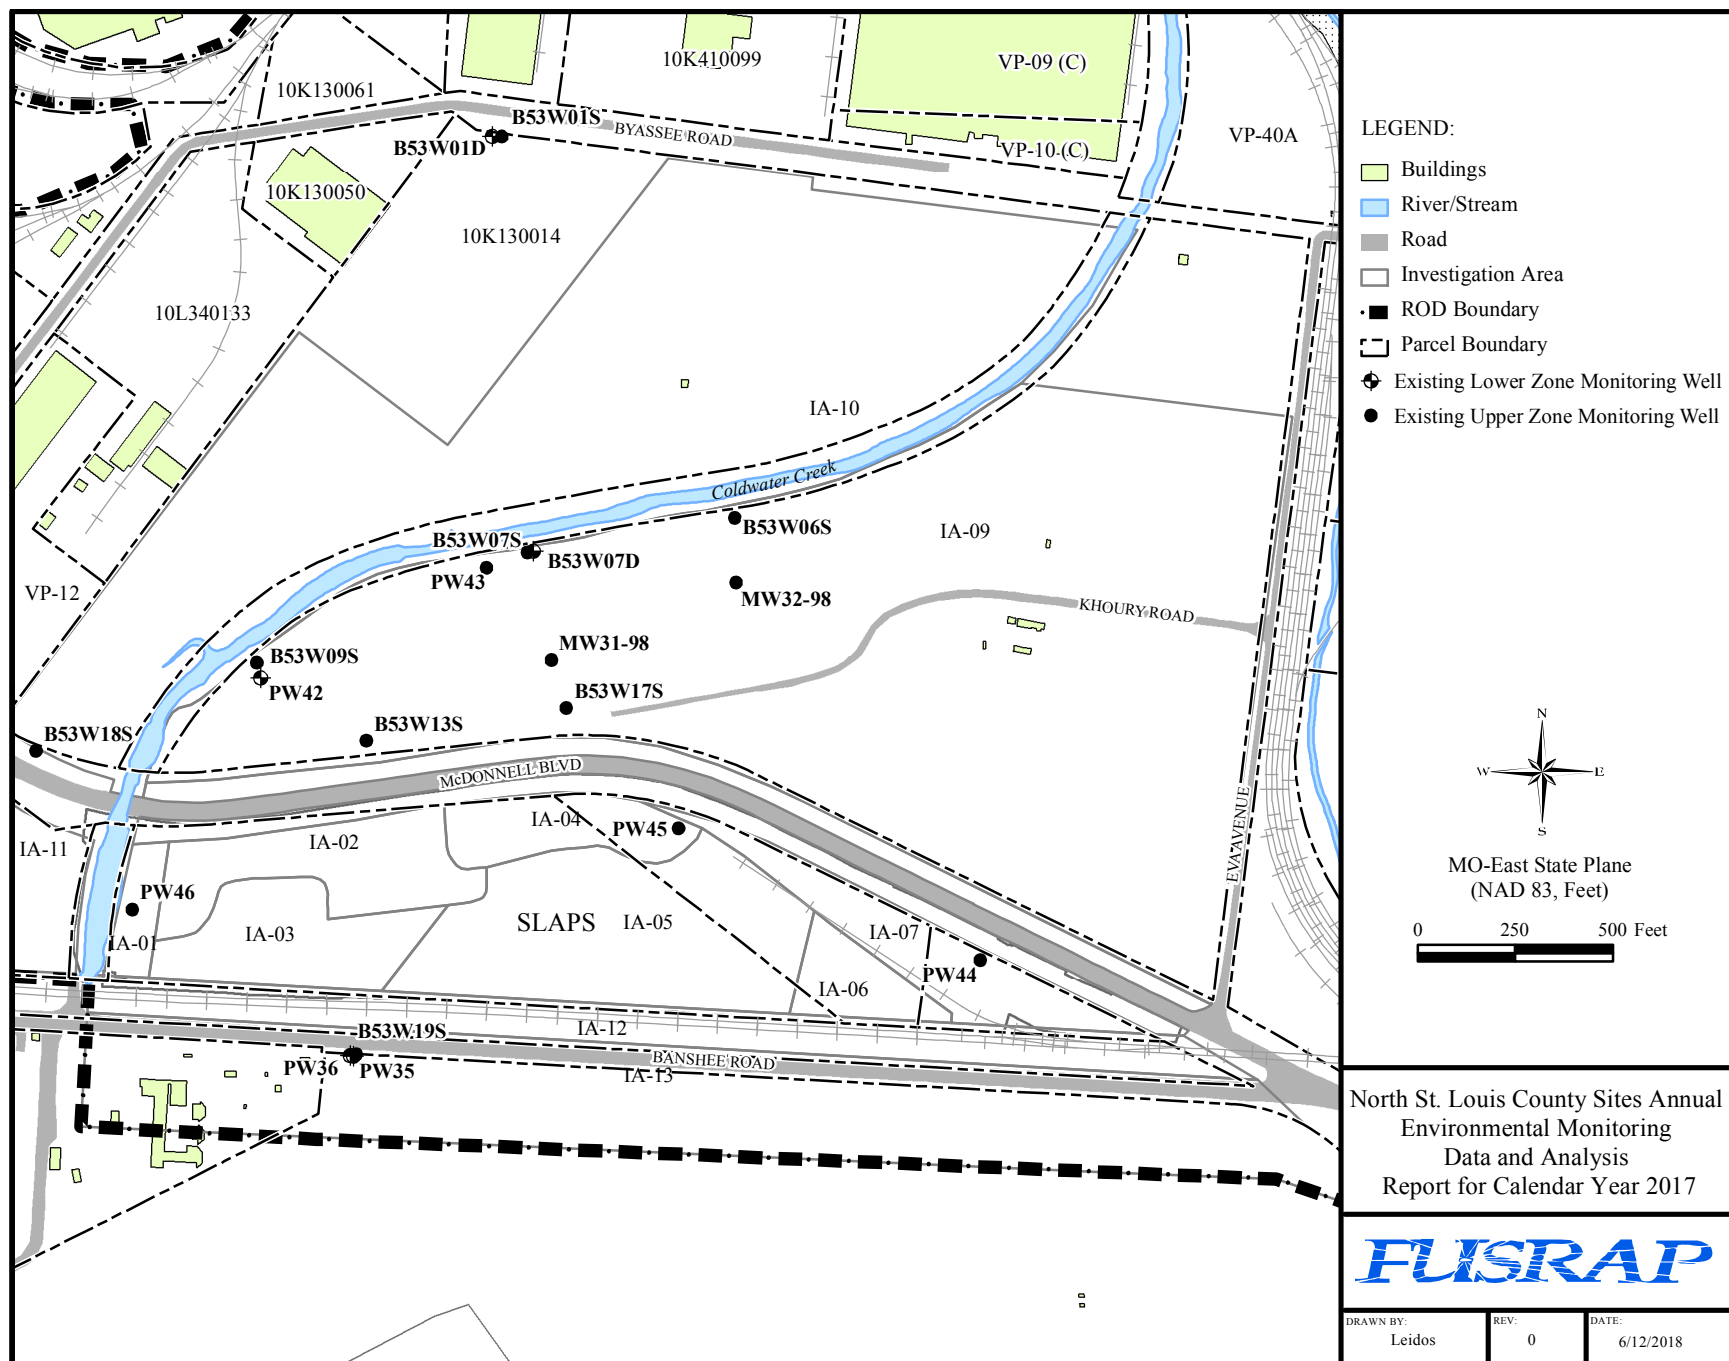 10K410099
VP-09 (C)
10K130061
B53W01S
BYASSEE ROAD
VP-40A
B53W01D
VP-10 (C)
10K130050
10K130014
10L340133
IA-10
Coldwater Creek
B53W06S
IA-09
B53W07S
B53W07D
PW43
VP-12
MW32-98
KHOURY ROAD
MW31-98
B53W09S
PW42
B53W17S
B53W13S
B53W18S
McDONNELL BLVD
EVA AVENUE
IA-04
PW45
IA-02
IA-11
PW46
SLAPS
IA-05
IA-03
IA-01
IA-07
PW44
IA-06
B53W19S
IA-12
PW36
PW35
BANSHEE ROAD
IA-13
LEGEND:
Buildings
River/Stream
Road
Investigation Area
ROD Boundary
Parcel Boundary
Existing Lower Zone Monitoring Well
Existing Upper Zone Monitoring Well
N
W E
S
MO-East State Plane
(NAD 83, Feet)
0 250 500 Feet
North St. Louis County Sites Annual
Environmental Monitoring
Data and Analysis
Report for Calendar Year 2017
FUSRAP
DRAWN BY:
Leidos
REV:
0
DATE:
6/12/2018